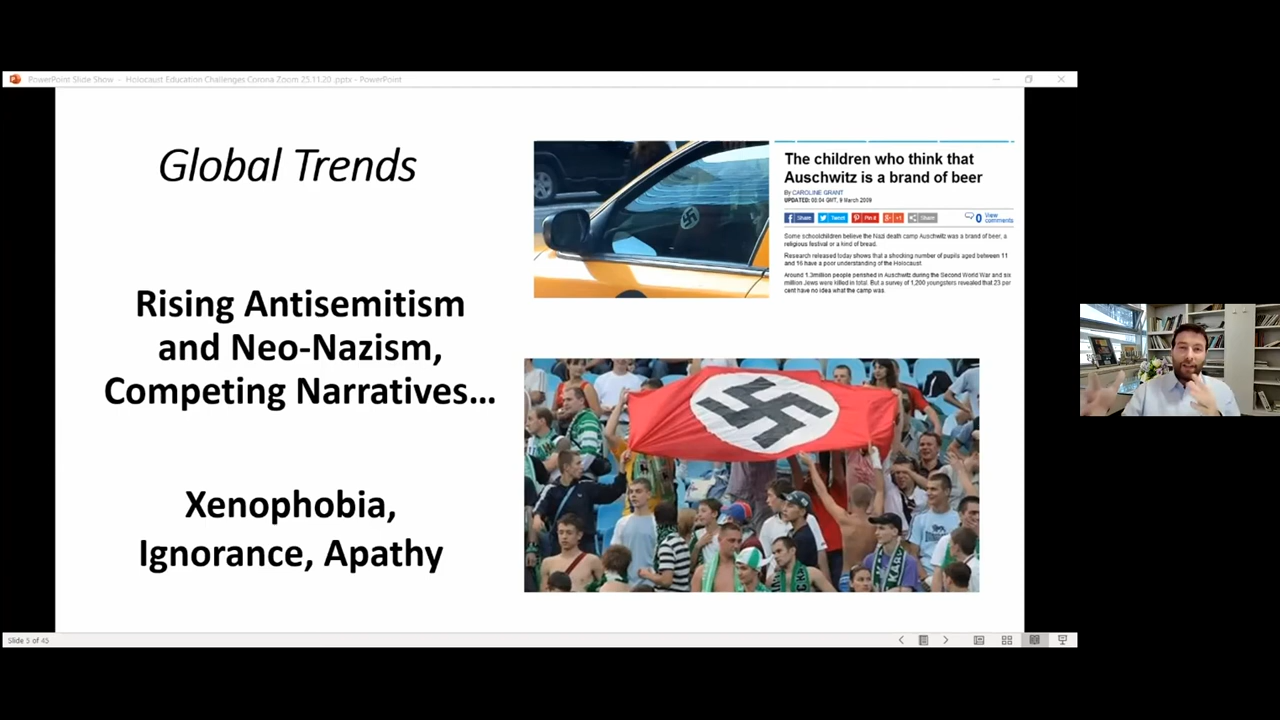 PowerPoint Slide Show - Holocaust Education Challenges Corona Zoom 25.11.20 .pptx - PowerPoint
Global Trends
Rising Antisemitism
and Neo-Nazism,
Competing Narratives...
Xenophobia,
Ignorance, Apathy
The children who think that
Auschwitz is a brand of beer
By CAROLINE GRANT
UPDATED: 00:04 GMT, 9 March 2009
Share Tweet Pin it +1 Share 0 View comments
Some schoolchildren believe the Nazi death camp Auschwitz was a brand of beer, a
religious festival or a kind of bread.
Research released today shows that a shocking number of pupils aged between 11
and 16 have a poor understanding of the Holocaust.
Around 1.3million people perished in Auschwitz during the Second World War and six
million Jews were killed in total. But a survey of 1,200 youngsters revealed that 23 per
cent have no idea what the camp was.
Slide 5 of 45